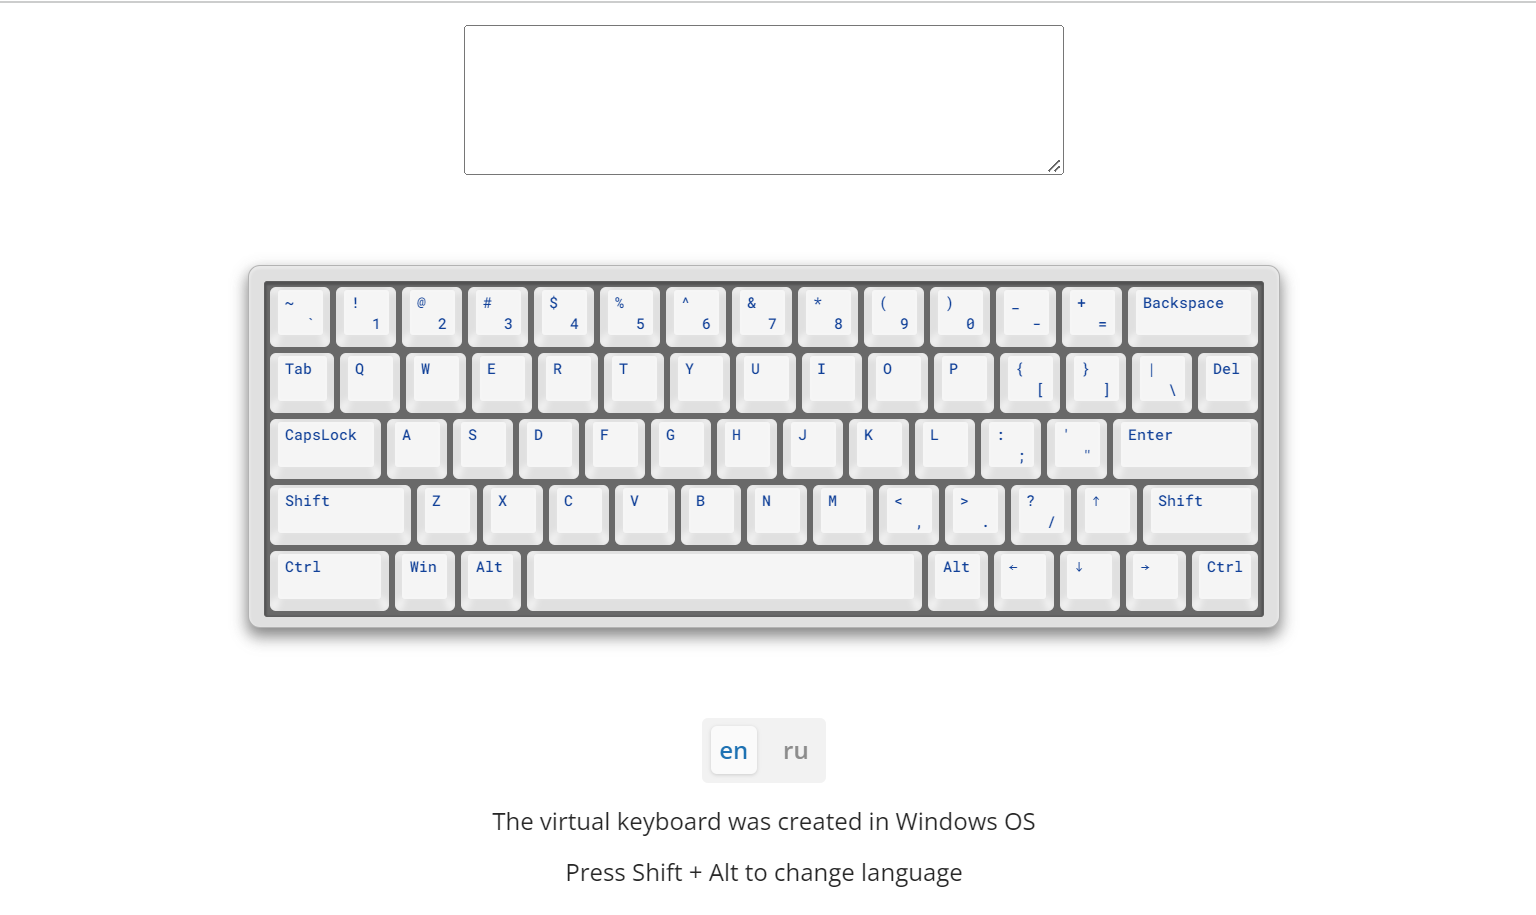 ~ ` ! 1 @ 2 # 3 $ 4 % 5 ^ 6 & 7 * 8 ( 9 ) 0 _ - + = Backspace
Tab Q W E R T Y U I O P { [ } ] | \ Del
CapsLock A S D F G H J K L : ; ' " Enter
Shift Z X C V B N M < , > . ? / ↑ Shift
Ctrl Win Alt Alt ← ↓ → Ctrl
en ru
The virtual keyboard was created in Windows OS
Press Shift + Alt to change language